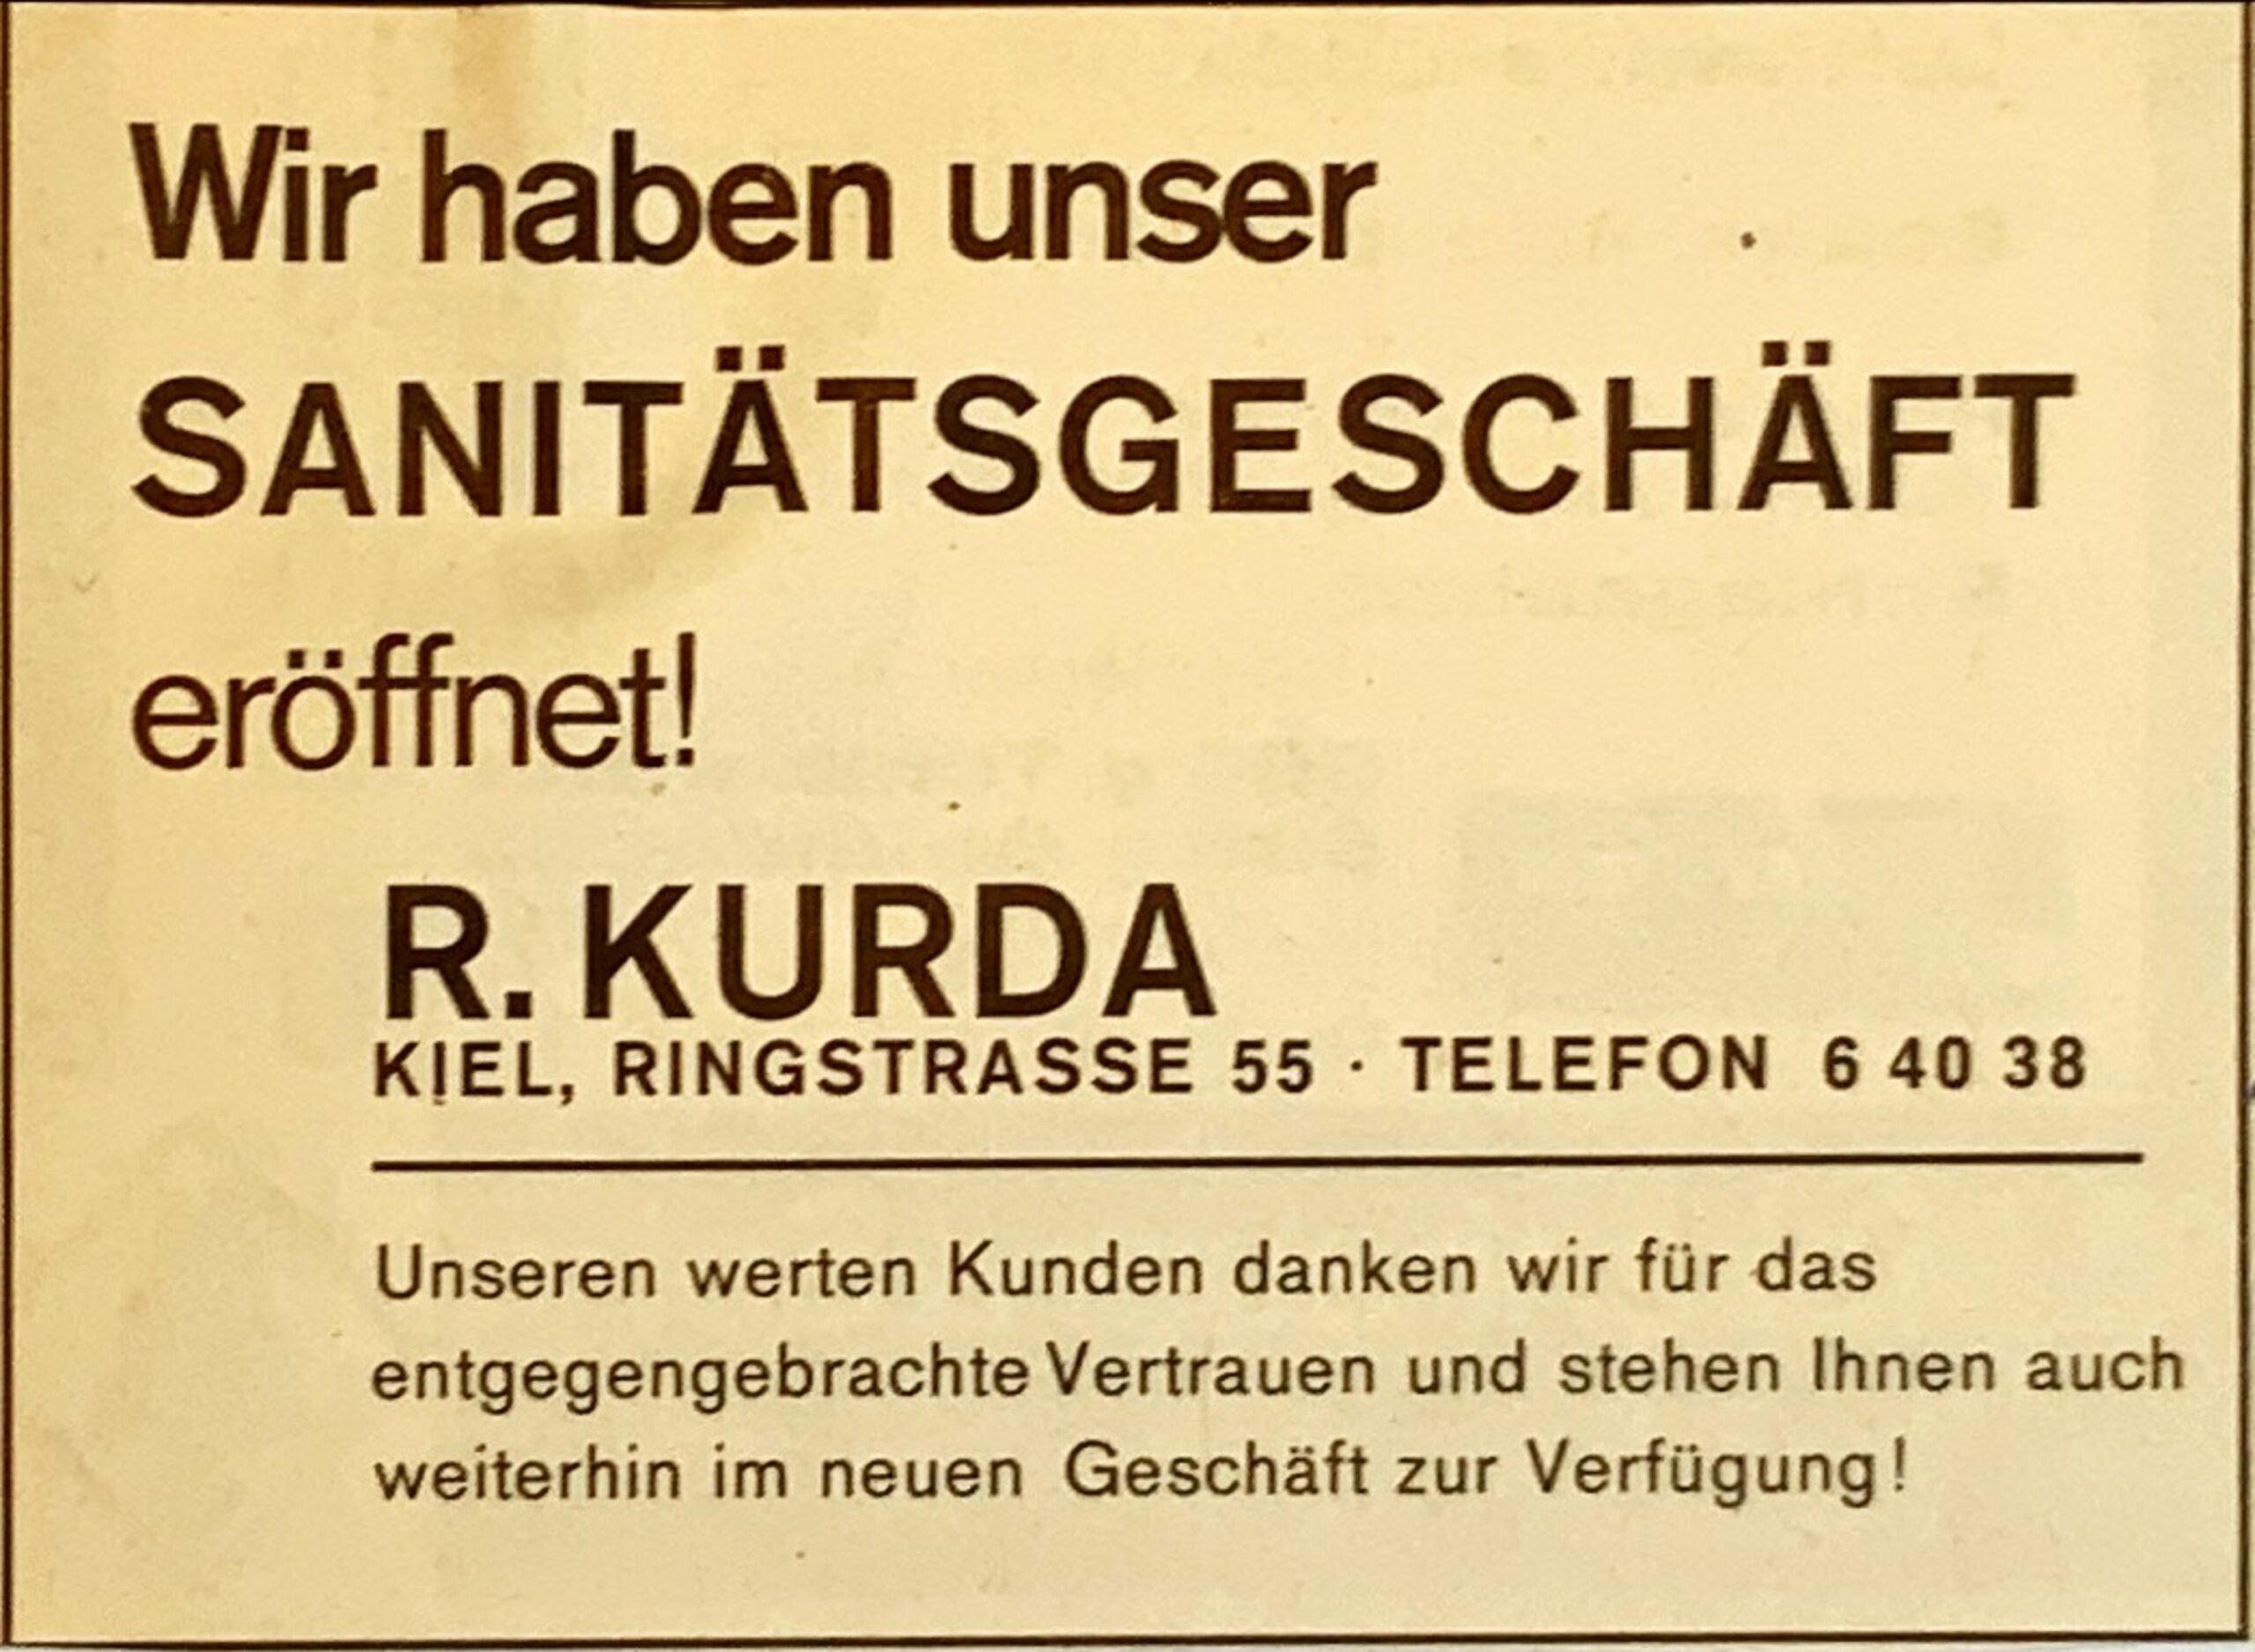 Wir haben unser
SANITÄTSGESCHÄFT
eröffnet!
R. KURDA
KIEL, RINGSTRASSE 55 · TELEFON 6 40 38
Unseren werten Kunden danken wir für das
entgegengebrachte Vertrauen und stehen Ihnen auch
weiterhin im neuen Geschäft zur Verfügung!